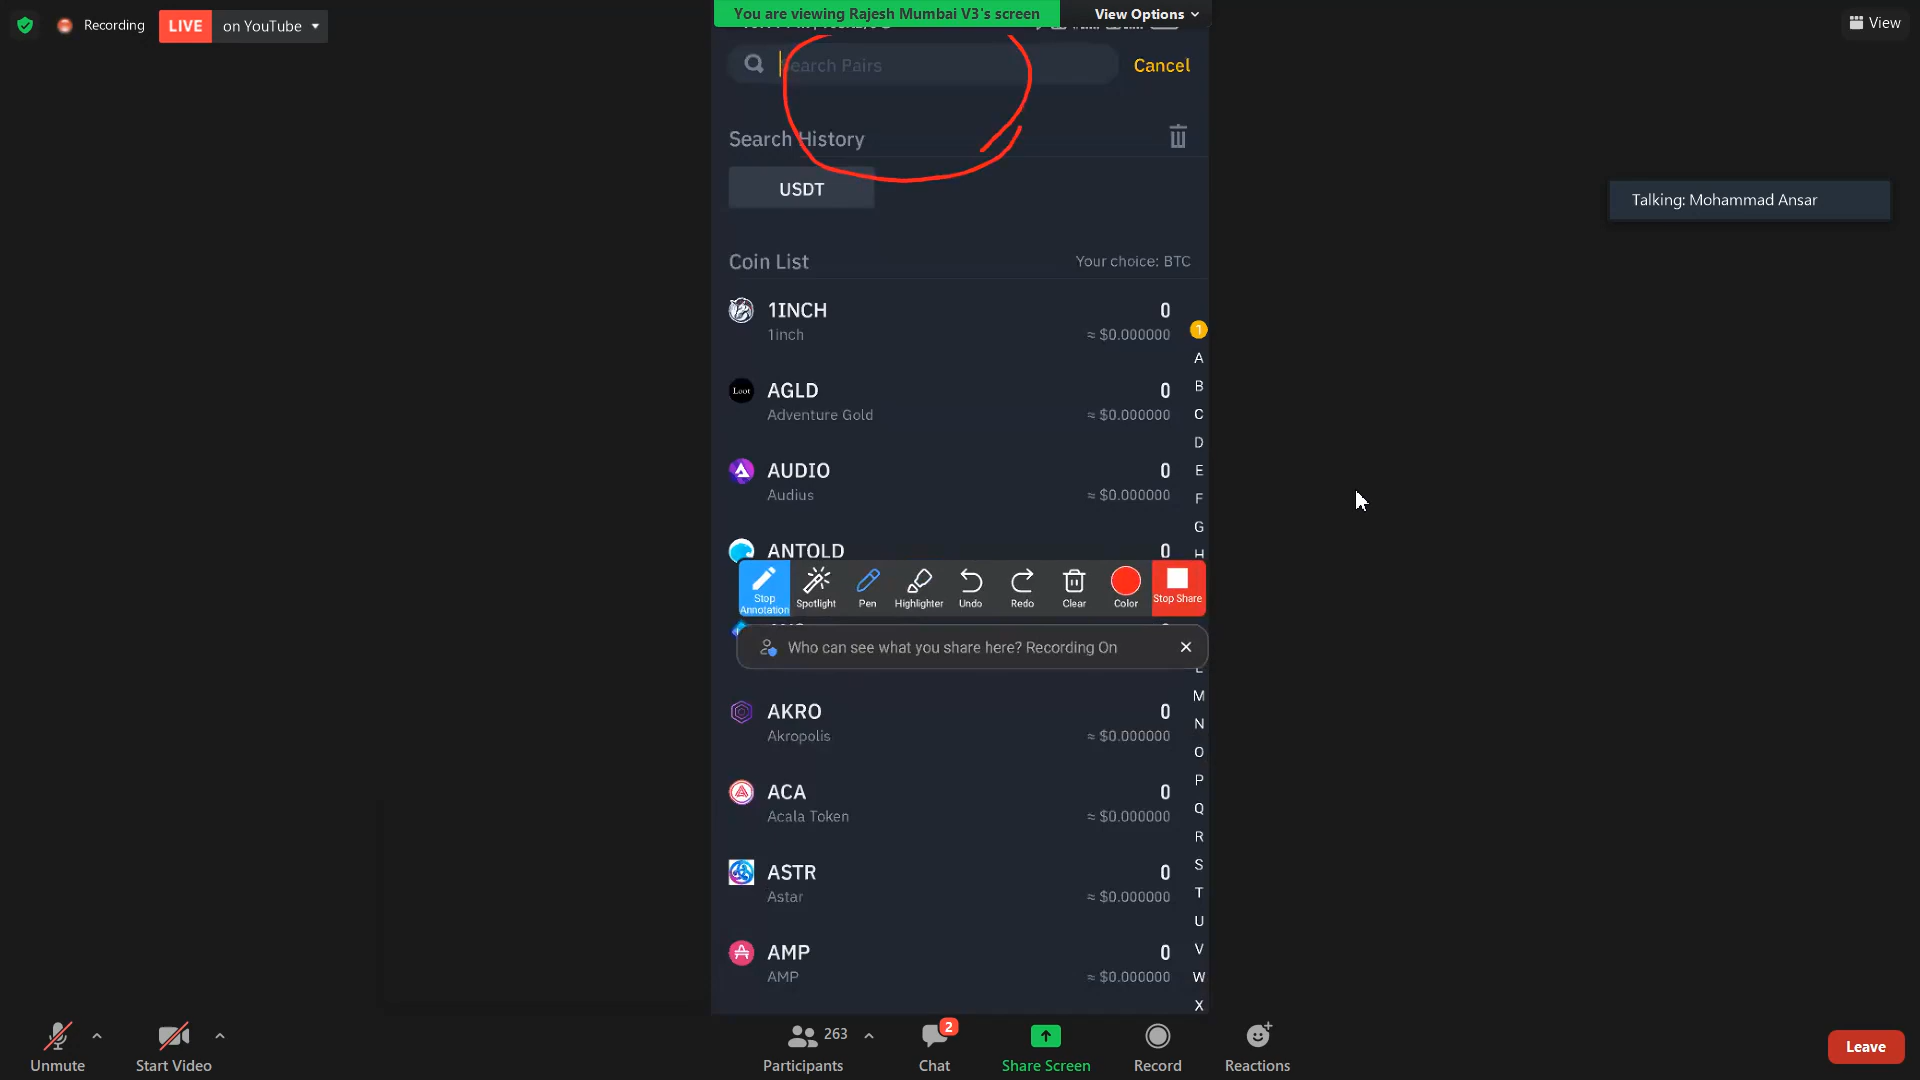 Recording
LIVE on YouTube
You are viewing Rajesh Mumbai V3's screen
View Options
View
Search Pairs
Cancel
Search History
Talking: Mohammad Ansar
USDT
Coin List
Your choice: BTC
1INCH 0
1inch ≈ $0.000000
1
A
AGLD 0
B
Loot
Adventure Gold ≈ $0.000000
C
D
AUDIO 0
E
Audius ≈ $0.000000
F
G
ANTOLD 0
H
Stop Annotation
Spotlight
Pen
Highlighter
Undo
Redo
Clear
Color
Stop Share
Who can see what you share here? Recording On
M
AKRO 0
N
Akropolis ≈ $0.000000
O
P
ACA 0
Q
Acala Token ≈ $0.000000
R
S
ASTR 0
T
Astar ≈ $0.000000
U
V
AMP 0
W
AMP ≈ $0.000000
X
Unmute
Start Video
263
Participants
2
Chat
Share Screen
Record
Reactions
Leave